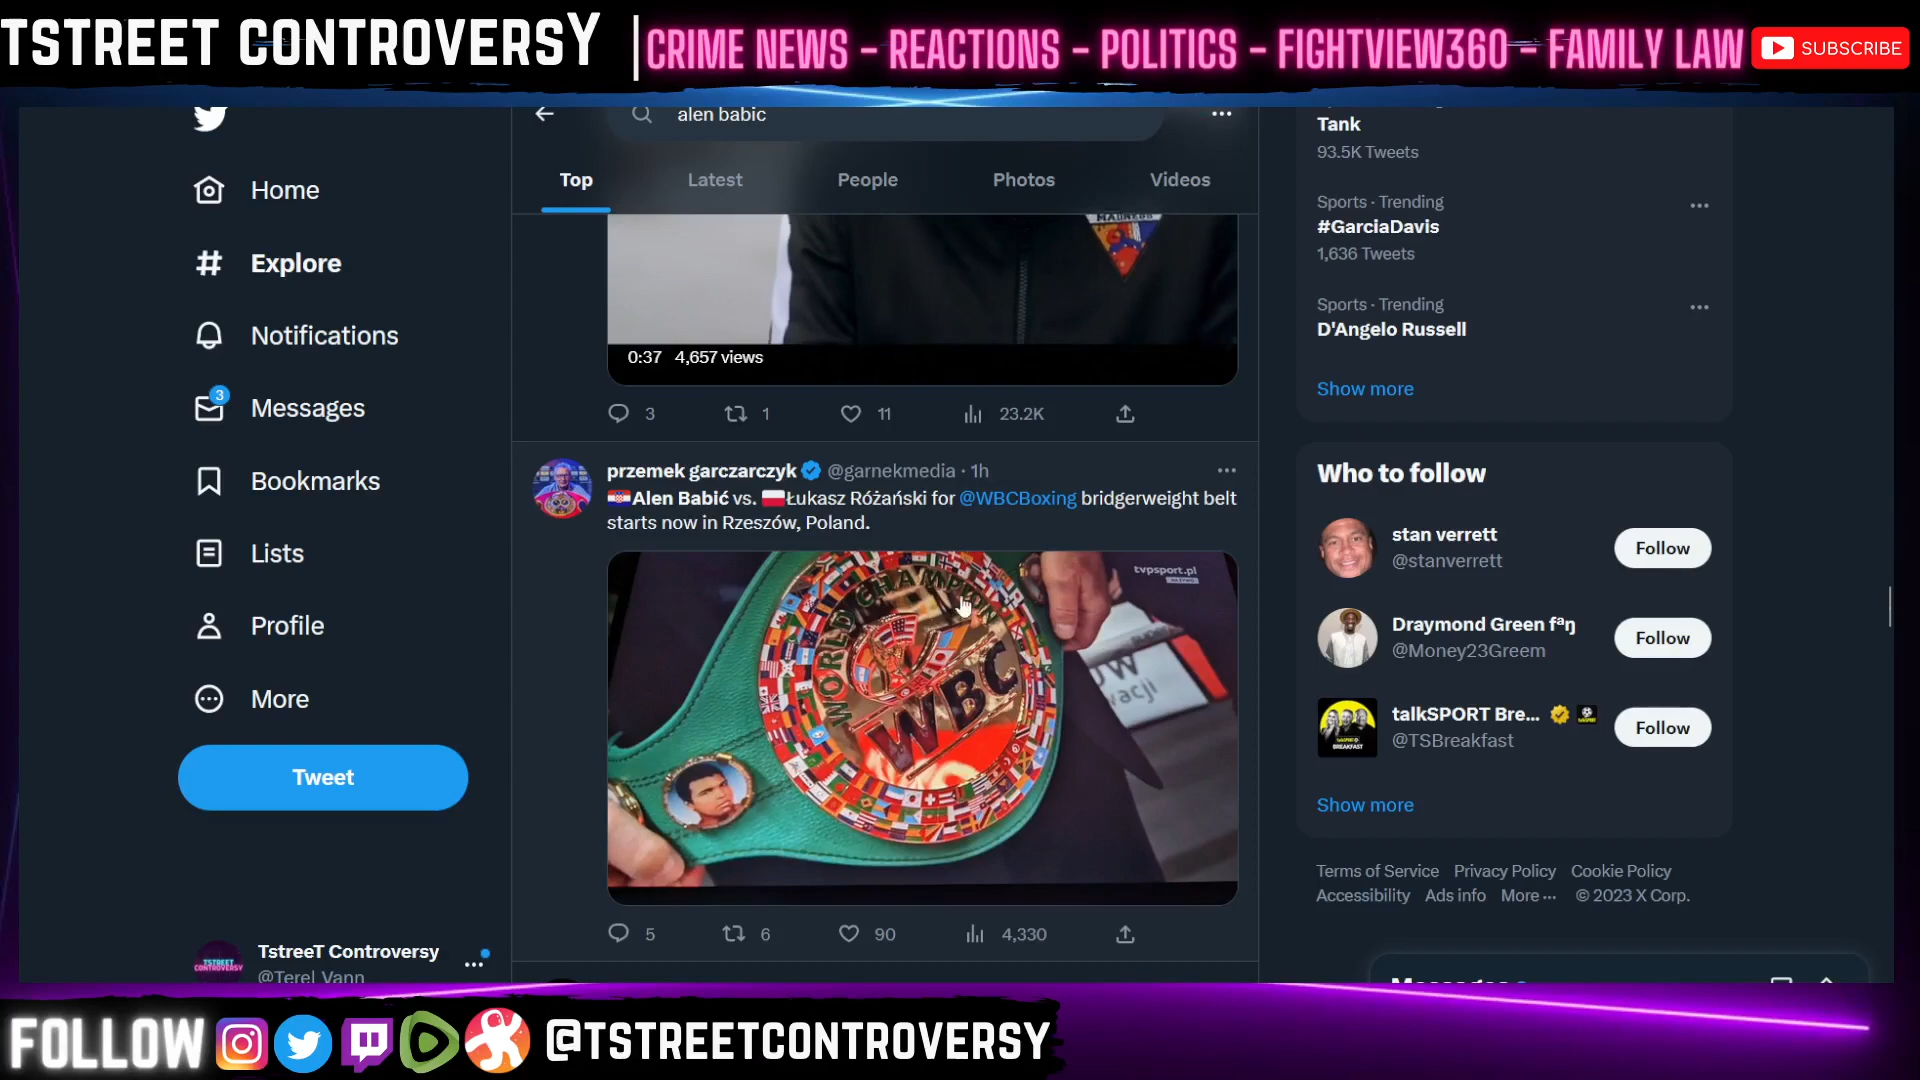 TSTREET CONTROVERSY
CRIME NEWS - REACTIONS - POLITICS - FIGHTVIEW360 - FAMILY LAW
SUBSCRIBE
Home
Explore
Notifications
3
Messages
Bookmarks
Lists
Profile
More
Tweet
TstreeT Controversy
@Terel_Vann
alen babic
Top
Latest
People
Photos
Videos
0:37 4,657 views
3
1
11
23.2K
przemek garczarczyk @garnekmedia · 1h
Alen Babić vs. Łukasz Różański for @WBCBoxing bridgerweight belt
starts now in Rzeszów, Poland.
tvpsport.pl
WORLD CHAMPION
WBC
5
6
90
4,330
Tank
93.5K Tweets
Sports · Trending
#GarciaDavis
1,636 Tweets
Sports · Trending
D'Angelo Russell
Show more
Who to follow
stan verrett
@stanverrett
Follow
Draymond Green fªŋ
@Money23Greem
Follow
talkSPORT Bre...
@TSBreakfast
Follow
Show more
Terms of Service Privacy Policy Cookie Policy
Accessibility Ads info More ··· © 2023 X Corp.
Messages
FOLLOW
@TSTREETCONTROVERSY